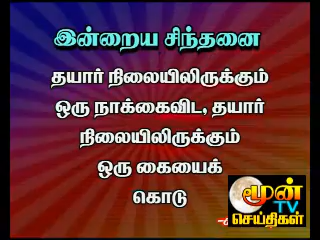 இன்றைய சிந்தனை
தயார் நிலையிலிருக்கும்
ஒரு நாக்கைவிட, தயார்
நிலையிலிருக்கும்
ஒரு கையைக்
கொடு
மூன்
TV
செய்திகள்